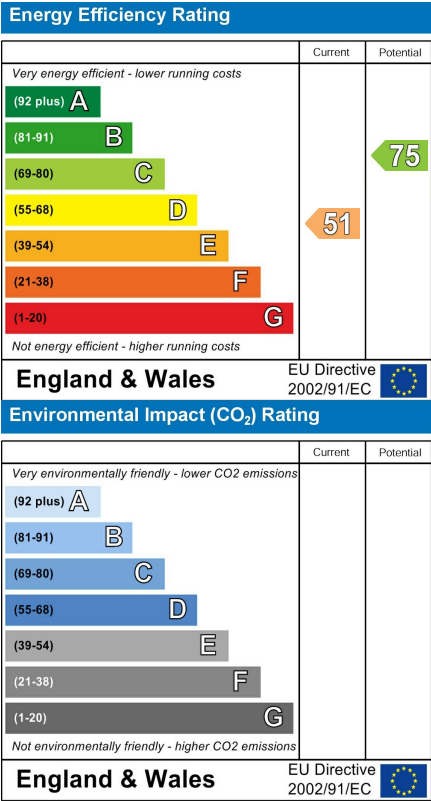 Energy Efficiency Rating
Current Potential
Very energy efficient - lower running costs
(92 plus) A
(81-91) B
(69-80) C
75
(55-68) D
51
(39-54) E
(21-38) F
(1-20) G
Not energy efficient - higher running costs
England & Wales
EU Directive
2002/91/EC
Environmental Impact (CO₂) Rating
Current Potential
Very environmentally friendly - lower CO2 emissions
(92 plus) A
(81-91) B
(69-80) C
(55-68) D
(39-54) E
(21-38) F
(1-20) G
Not environmentally friendly - higher CO2 emissions
England & Wales
EU Directive
2002/91/EC